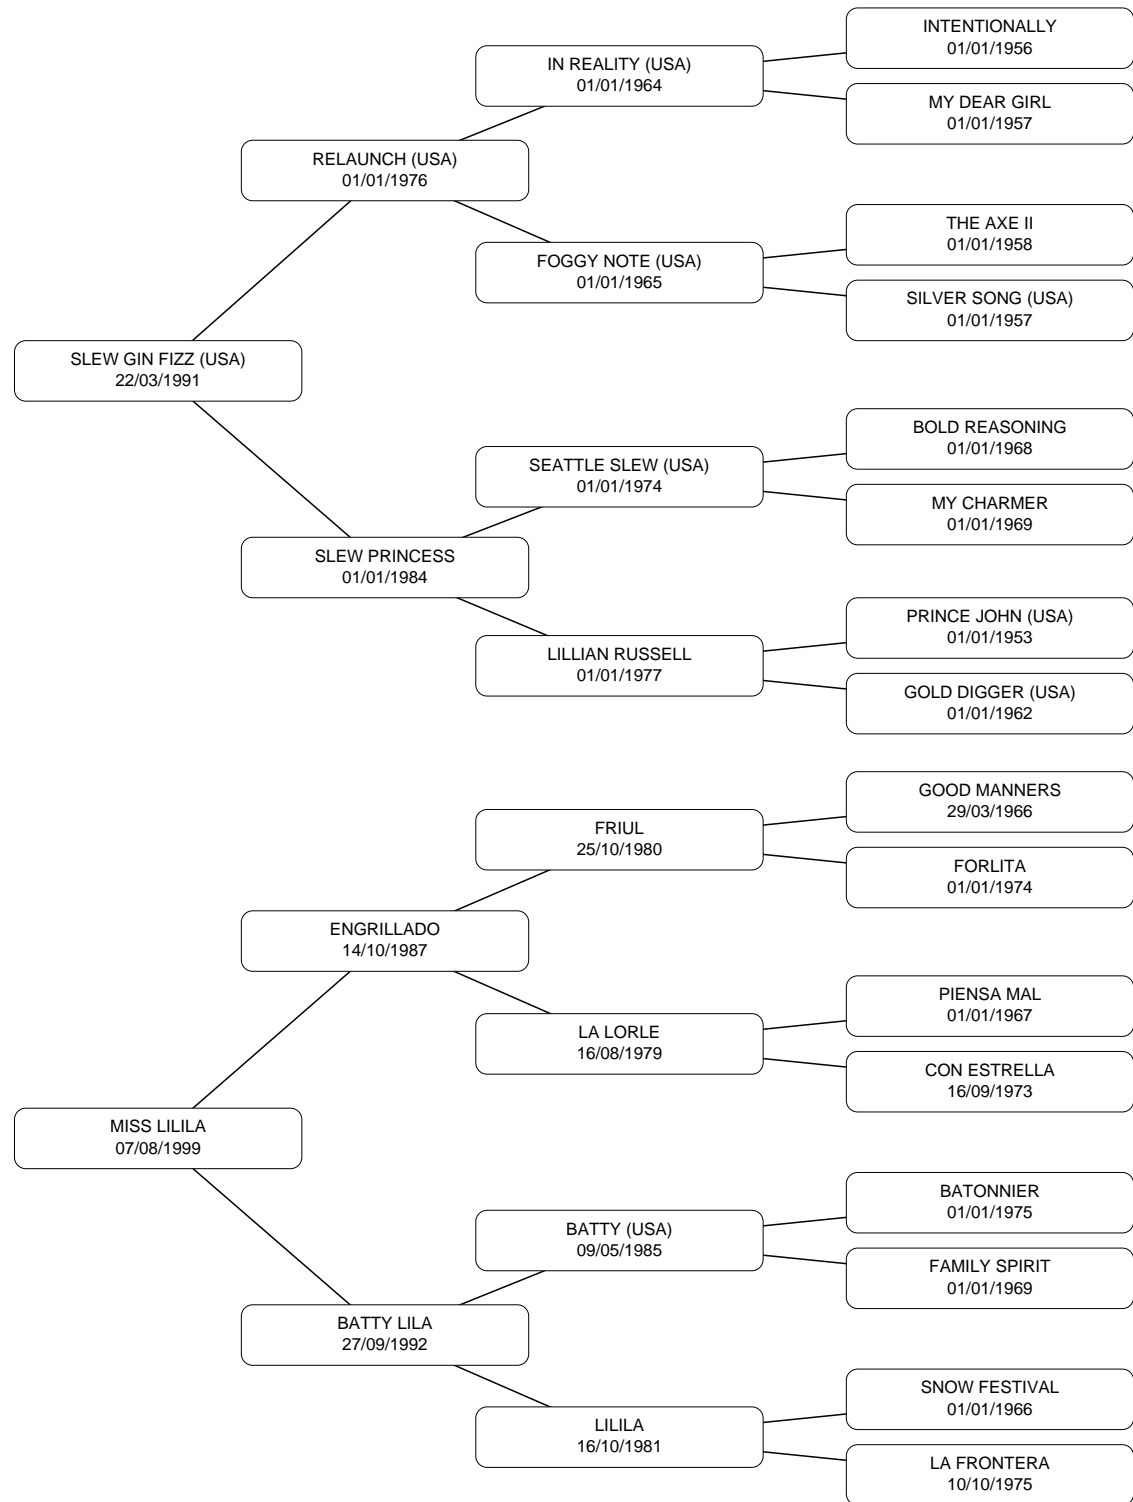 INTENTIONALLY
01/01/1956
IN REALITY (USA)
01/01/1964
MY DEAR GIRL
01/01/1957
RELAUNCH (USA)
01/01/1976
THE AXE II
01/01/1958
FOGGY NOTE (USA)
01/01/1965
SILVER SONG (USA)
01/01/1957
SLEW GIN FIZZ (USA)
22/03/1991
BOLD REASONING
01/01/1968
SEATTLE SLEW (USA)
01/01/1974
MY CHARMER
01/01/1969
SLEW PRINCESS
01/01/1984
PRINCE JOHN (USA)
01/01/1953
LILLIAN RUSSELL
01/01/1977
GOLD DIGGER (USA)
01/01/1962
GOOD MANNERS
29/03/1966
FRIUL
25/10/1980
FORLITA
01/01/1974
ENGRILLADO
14/10/1987
PIENSA MAL
01/01/1967
LA LORLE
16/08/1979
CON ESTRELLA
16/09/1973
MISS LILILA
07/08/1999
BATONNIER
01/01/1975
BATTY (USA)
09/05/1985
FAMILY SPIRIT
01/01/1969
BATTY LILA
27/09/1992
SNOW FESTIVAL
01/01/1966
LILILA
16/10/1981
LA FRONTERA
10/10/1975